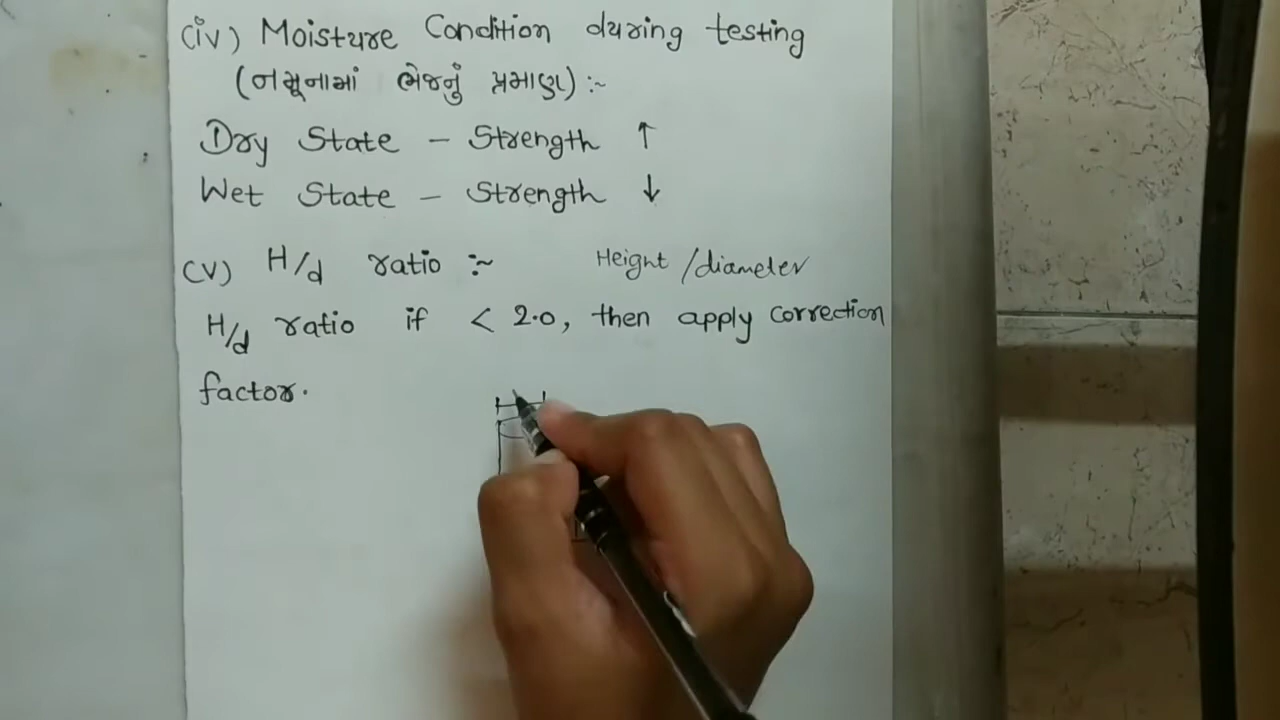 (iv) Moisture Condition during testing
(નમૂનામાં ભેજનું પ્રમાણ) :~
Dry State - Strength ↑
Wet State - Strength ↓
(V) H/d ratio :~ Height /diameter
H/d ratio if < 2.0, then apply correction
factor.